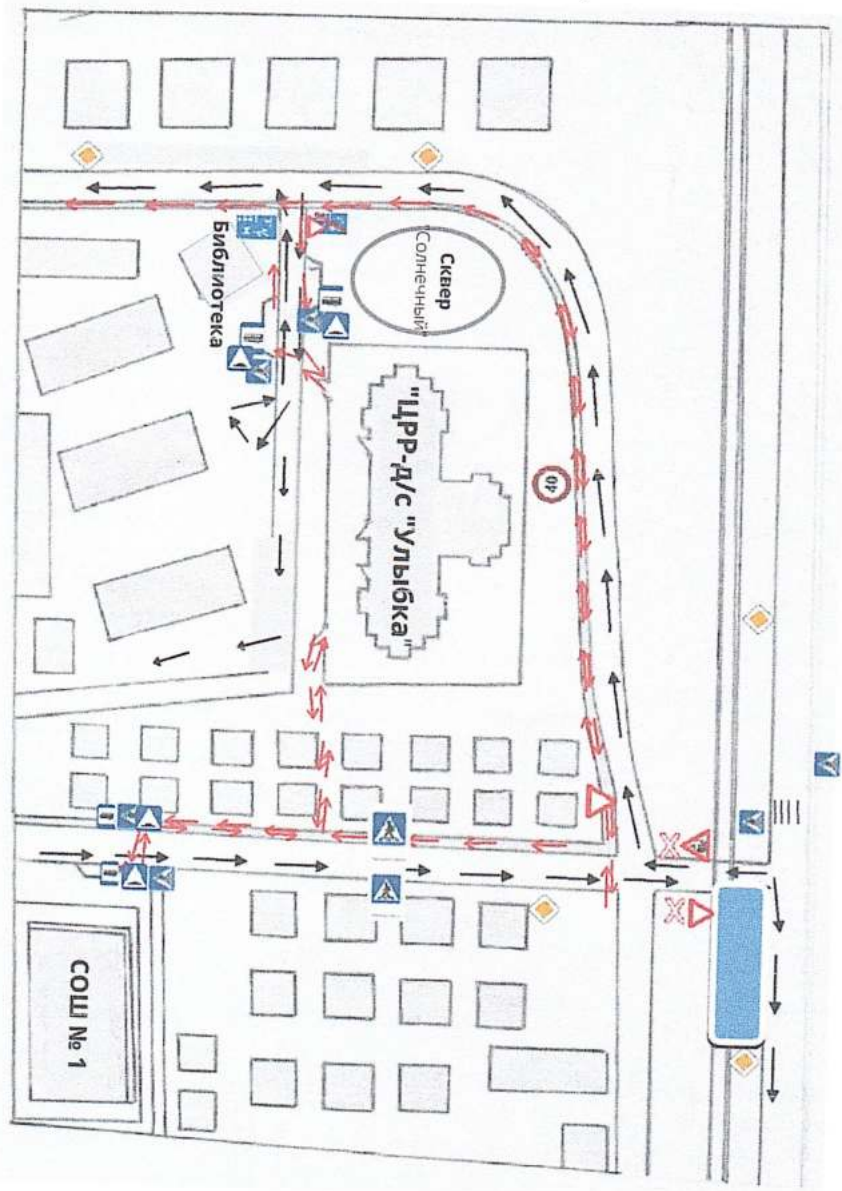 Сквер
"Солнечный"
Библиотека
"ЦРР-д/с "Улыбка"
40
СОШ № 1